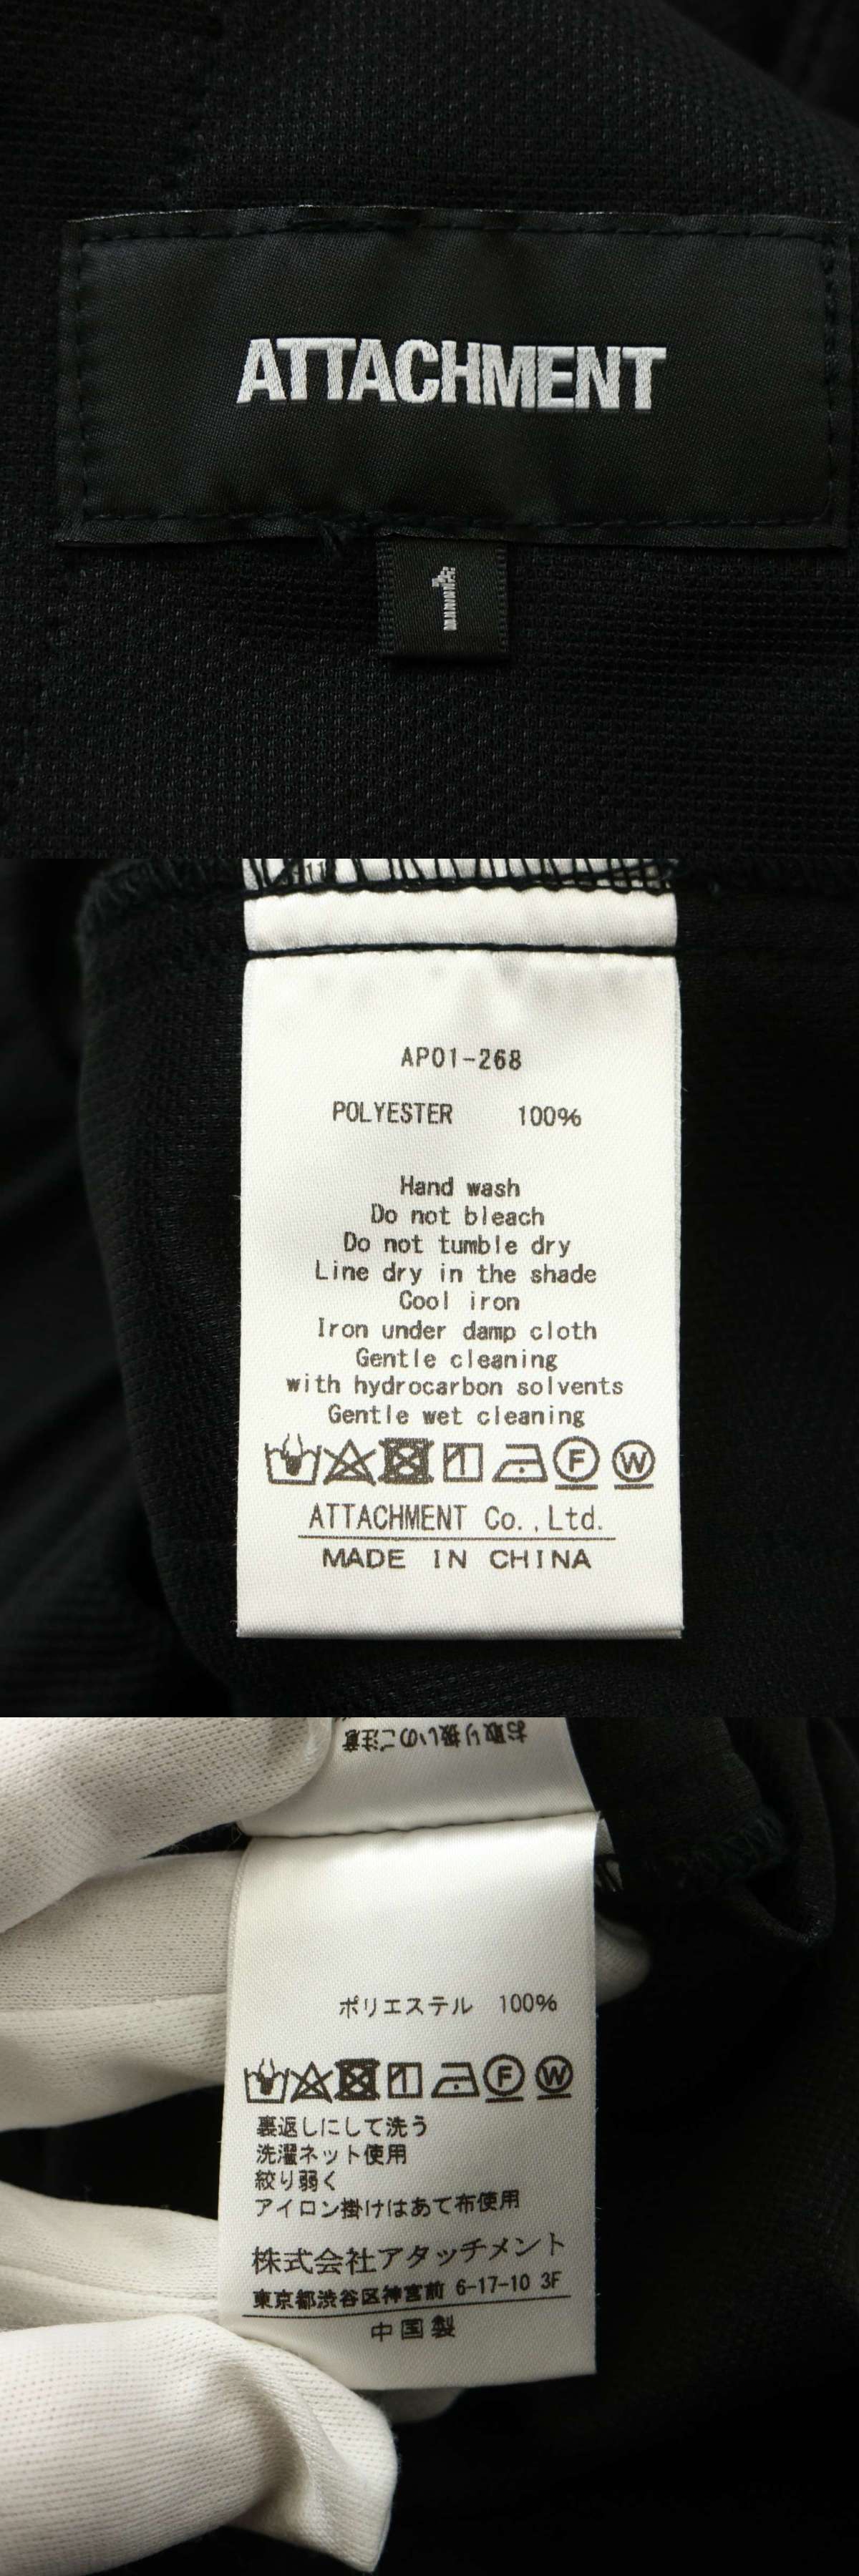 ATTACHMENT
1
AP01-268
POLYESTER 100%
Hand wash
Do not bleach
Do not tumble dry
Line dry in the shade
Cool iron
Iron under damp cloth
Gentle cleaning
with hydrocarbon solvents
Gentle wet cleaning
F W
ATTACHMENT Co.,Ltd.
MADE IN CHINA
お取り扱いのご注意
ポリエステル 100%
F W
裏返しにして洗う
洗濯ネット使用
絞り弱く
アイロン掛けはあて布使用
株式会社アタッチメント
東京都渋谷区神宮前 6-17-10 3F
中国製